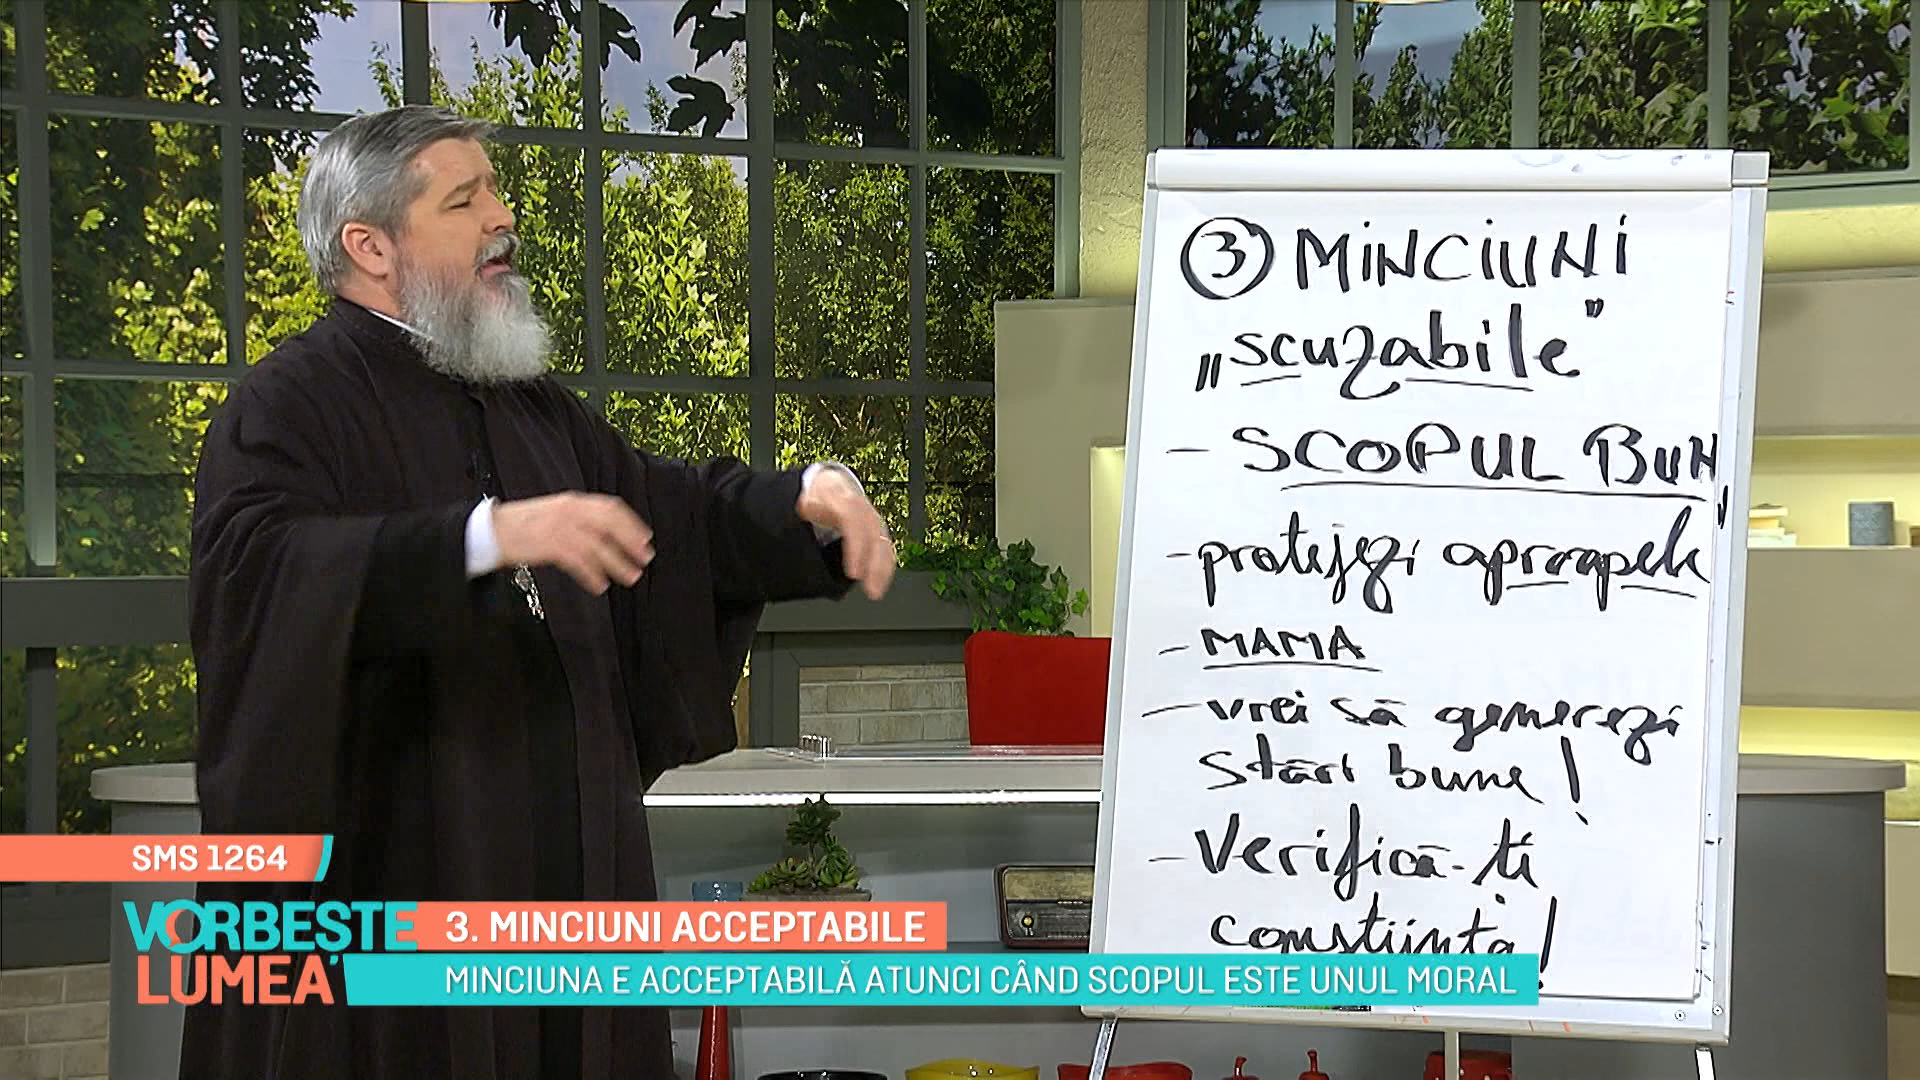 ③ MINCIUNI
„scuzabile”
- SCOPUL BUN,
- protejezi aproapele
- MAMA
- vrei să generezi
stări bune!
- Verifică-ți
conștiința!
SMS 1264
VORBEȘTE
LUMEA
3. MINCIUNI ACCEPTABILE
MINCIUNA E ACCEPTABILĂ ATUNCI CÂND SCOPUL ESTE UNUL MORAL